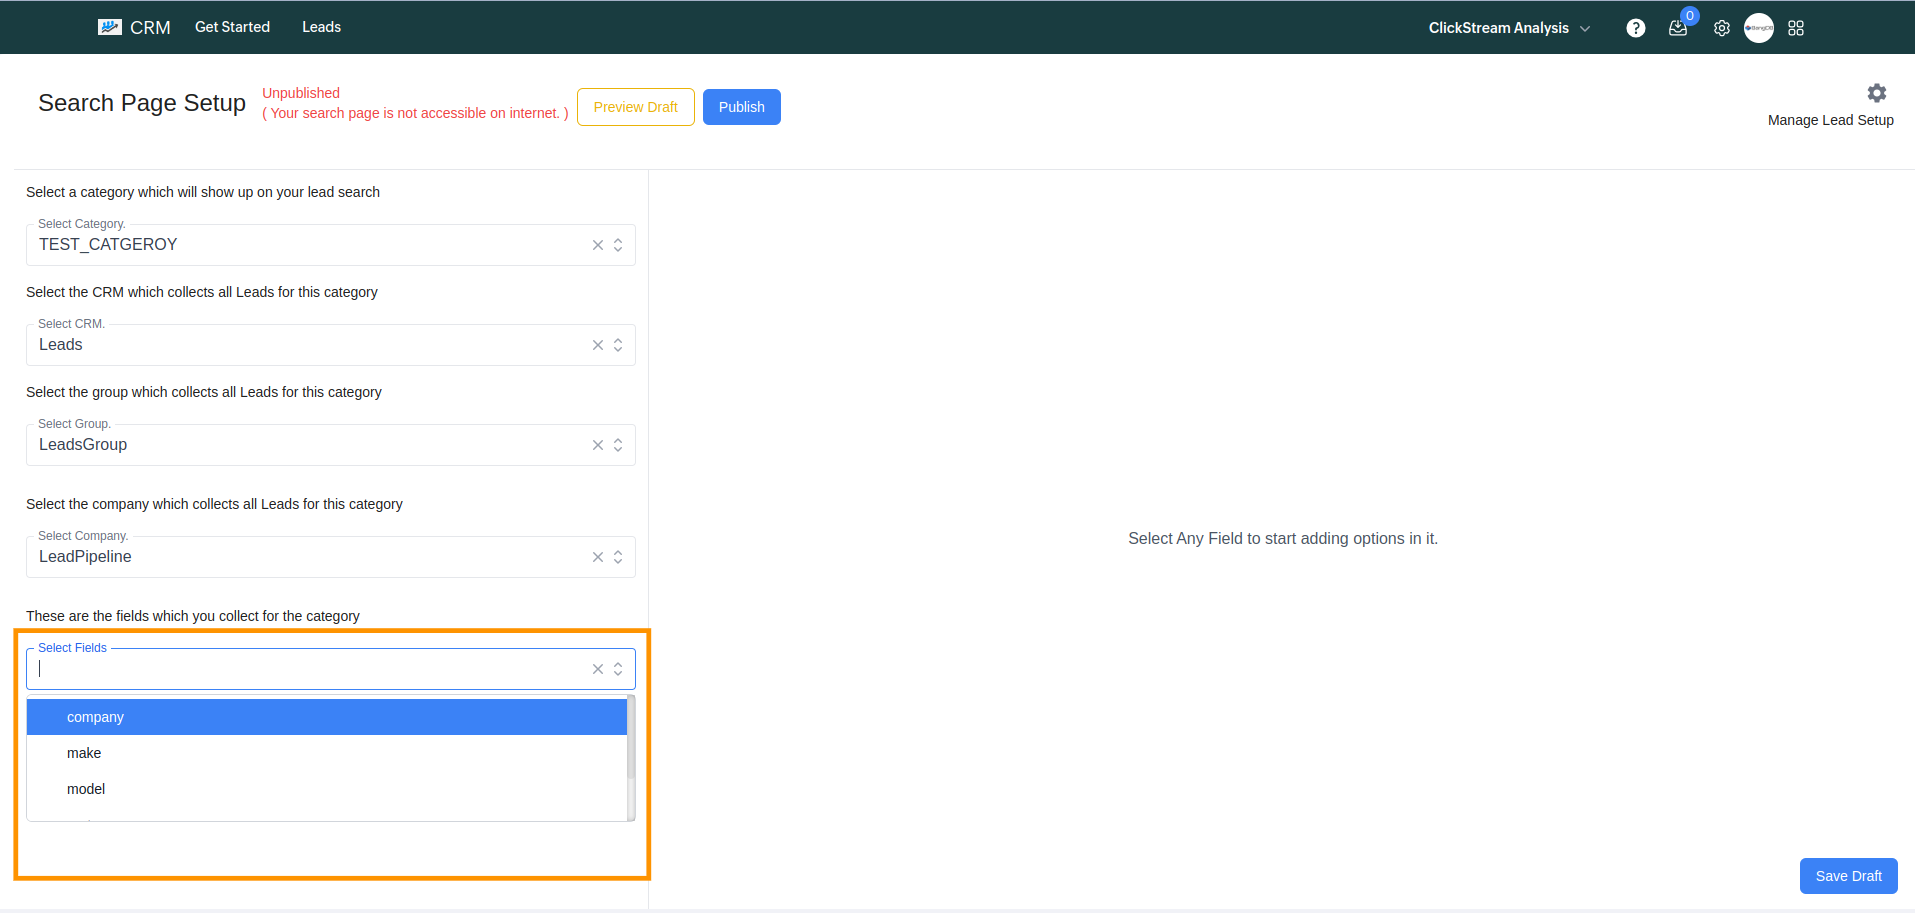 CRM Get Started Leads ClickStream Analysis ? 0
Search Page Setup
Unpublished
( Your search page is not accessible on internet. )
Preview Draft
Publish
Manage Lead Setup
Select a category which will show up on your lead search
Select Category.
TEST_CATGEROY
Select the CRM which collects all Leads for this category
Select CRM.
Leads
Select the group which collects all Leads for this category
Select Group.
LeadsGroup
Select the company which collects all Leads for this category
Select Company.
LeadPipeline
These are the fields which you collect for the category
Select Fields
company
make
model
Select Any Field to start adding options in it.
Save Draft